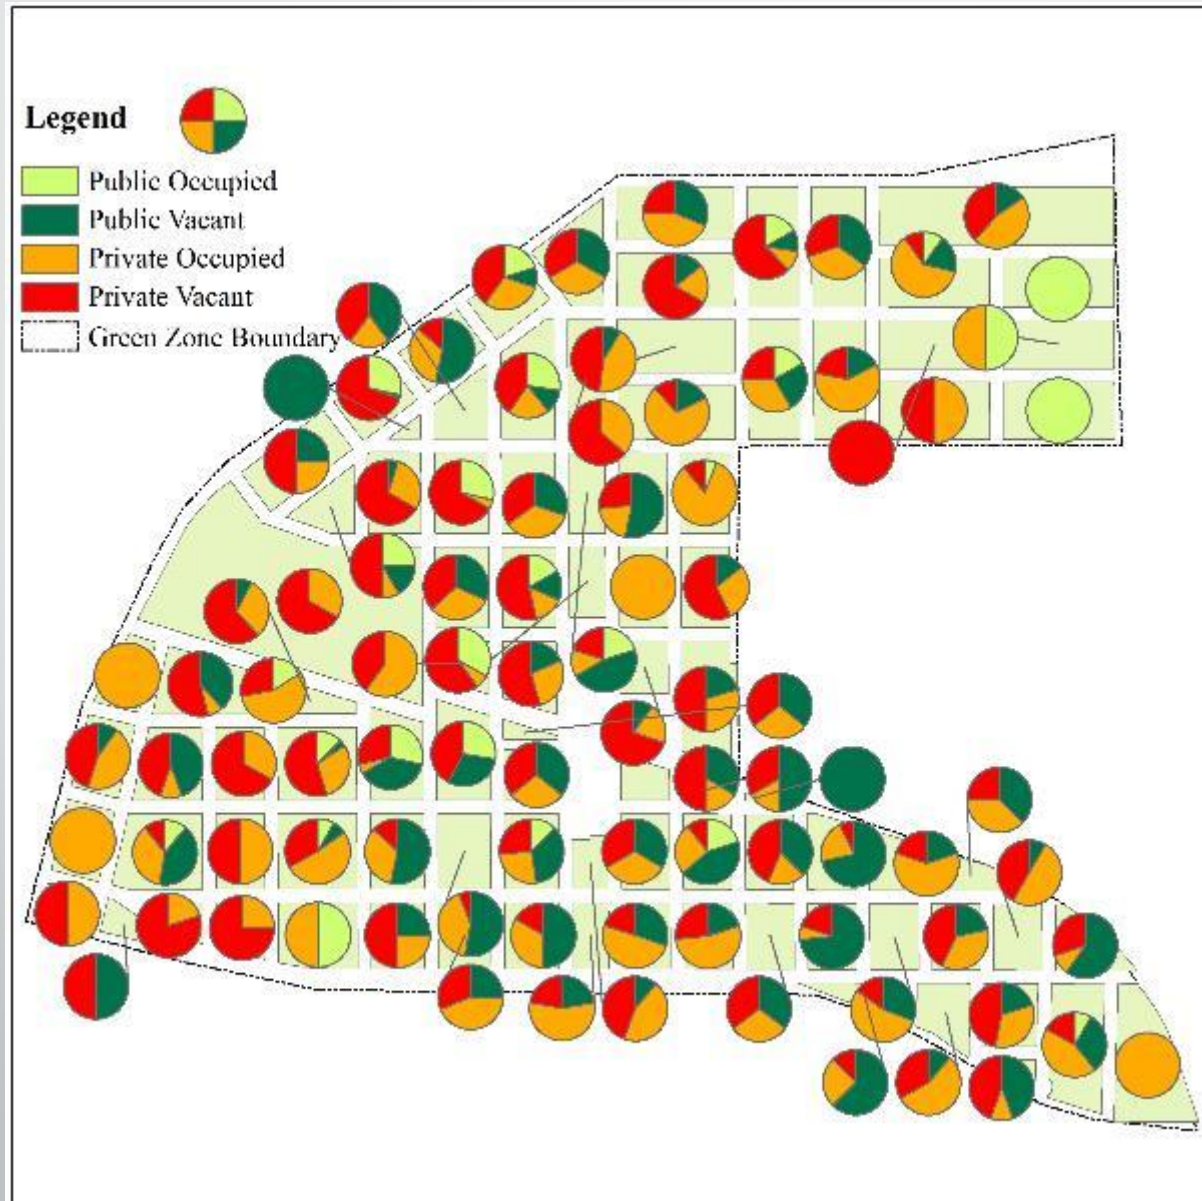 Legend
Public Occupied
Public Vacant
Private Occupied
Private Vacant
Green Zone Boundary